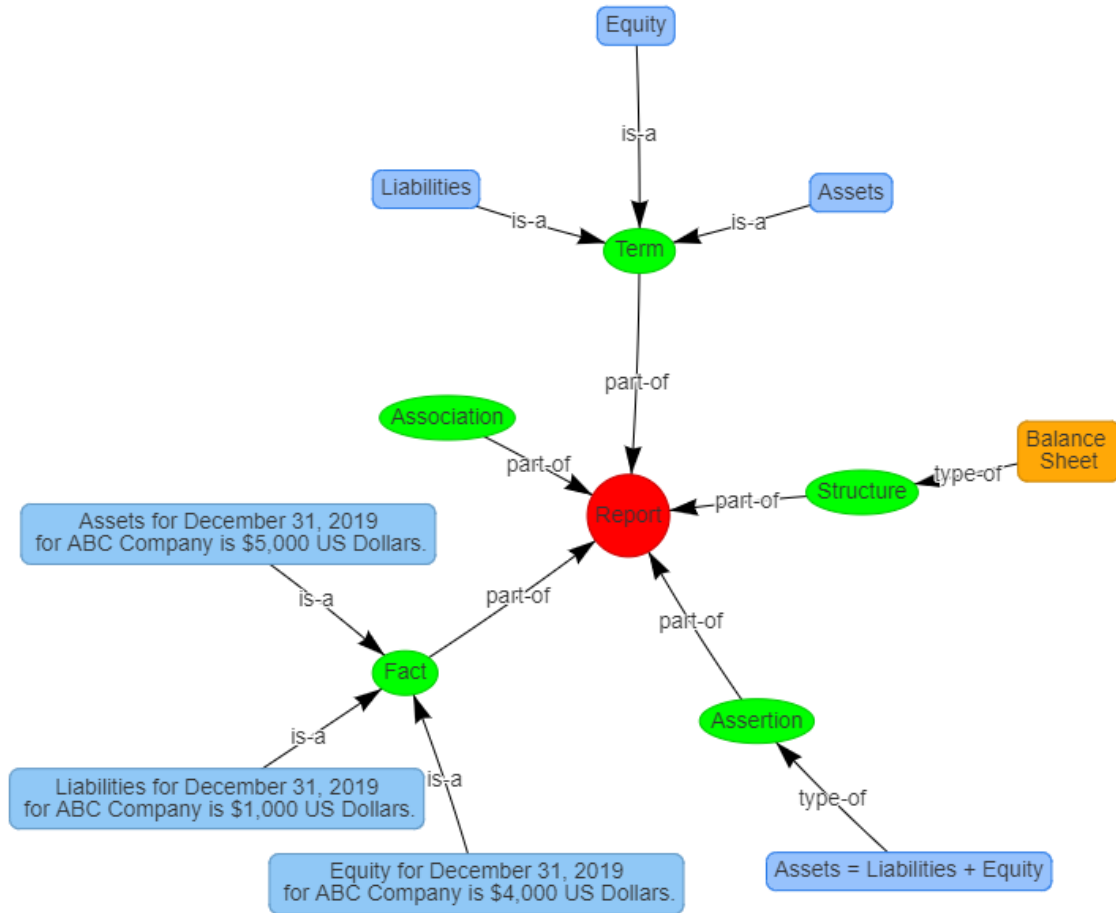 Equity
is-a
Liabilities
Assets
is-a
is-a
Term
part-of
Association
part-of
Balance
Sheet
type-of
Structure
part-of
Report
Assets for December 31, 2019
for ABC Company is $5,000 US Dollars.
is-a
part-of
part-of
Fact
Assertion
is-a
is-a
Liabilities for December 31, 2019
for ABC Company is $1,000 US Dollars.
type-of
Equity for December 31, 2019
for ABC Company is $4,000 US Dollars.
Assets = Liabilities + Equity